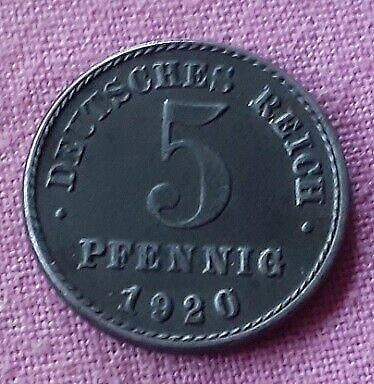 DEUTSCHES REICH
5
PFENNIG
1920